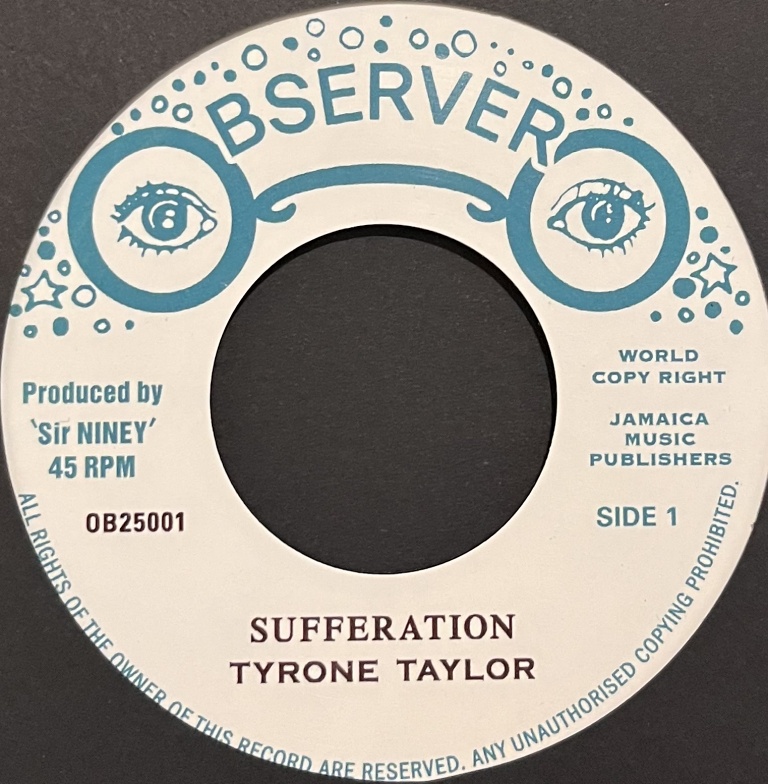 OBSERVER
Produced by
'Sir NINEY'
45 RPM
OB25001
WORLD
COPY RIGHT
JAMAICA
MUSIC
PUBLISHERS
SIDE 1
SUFFERATION
TYRONE TAYLOR
ALL RIGHTS OF THE OWNER OF THIS RECORD ARE RESERVED. ANY UNAUTHORISED COPYING PROHIBITED.